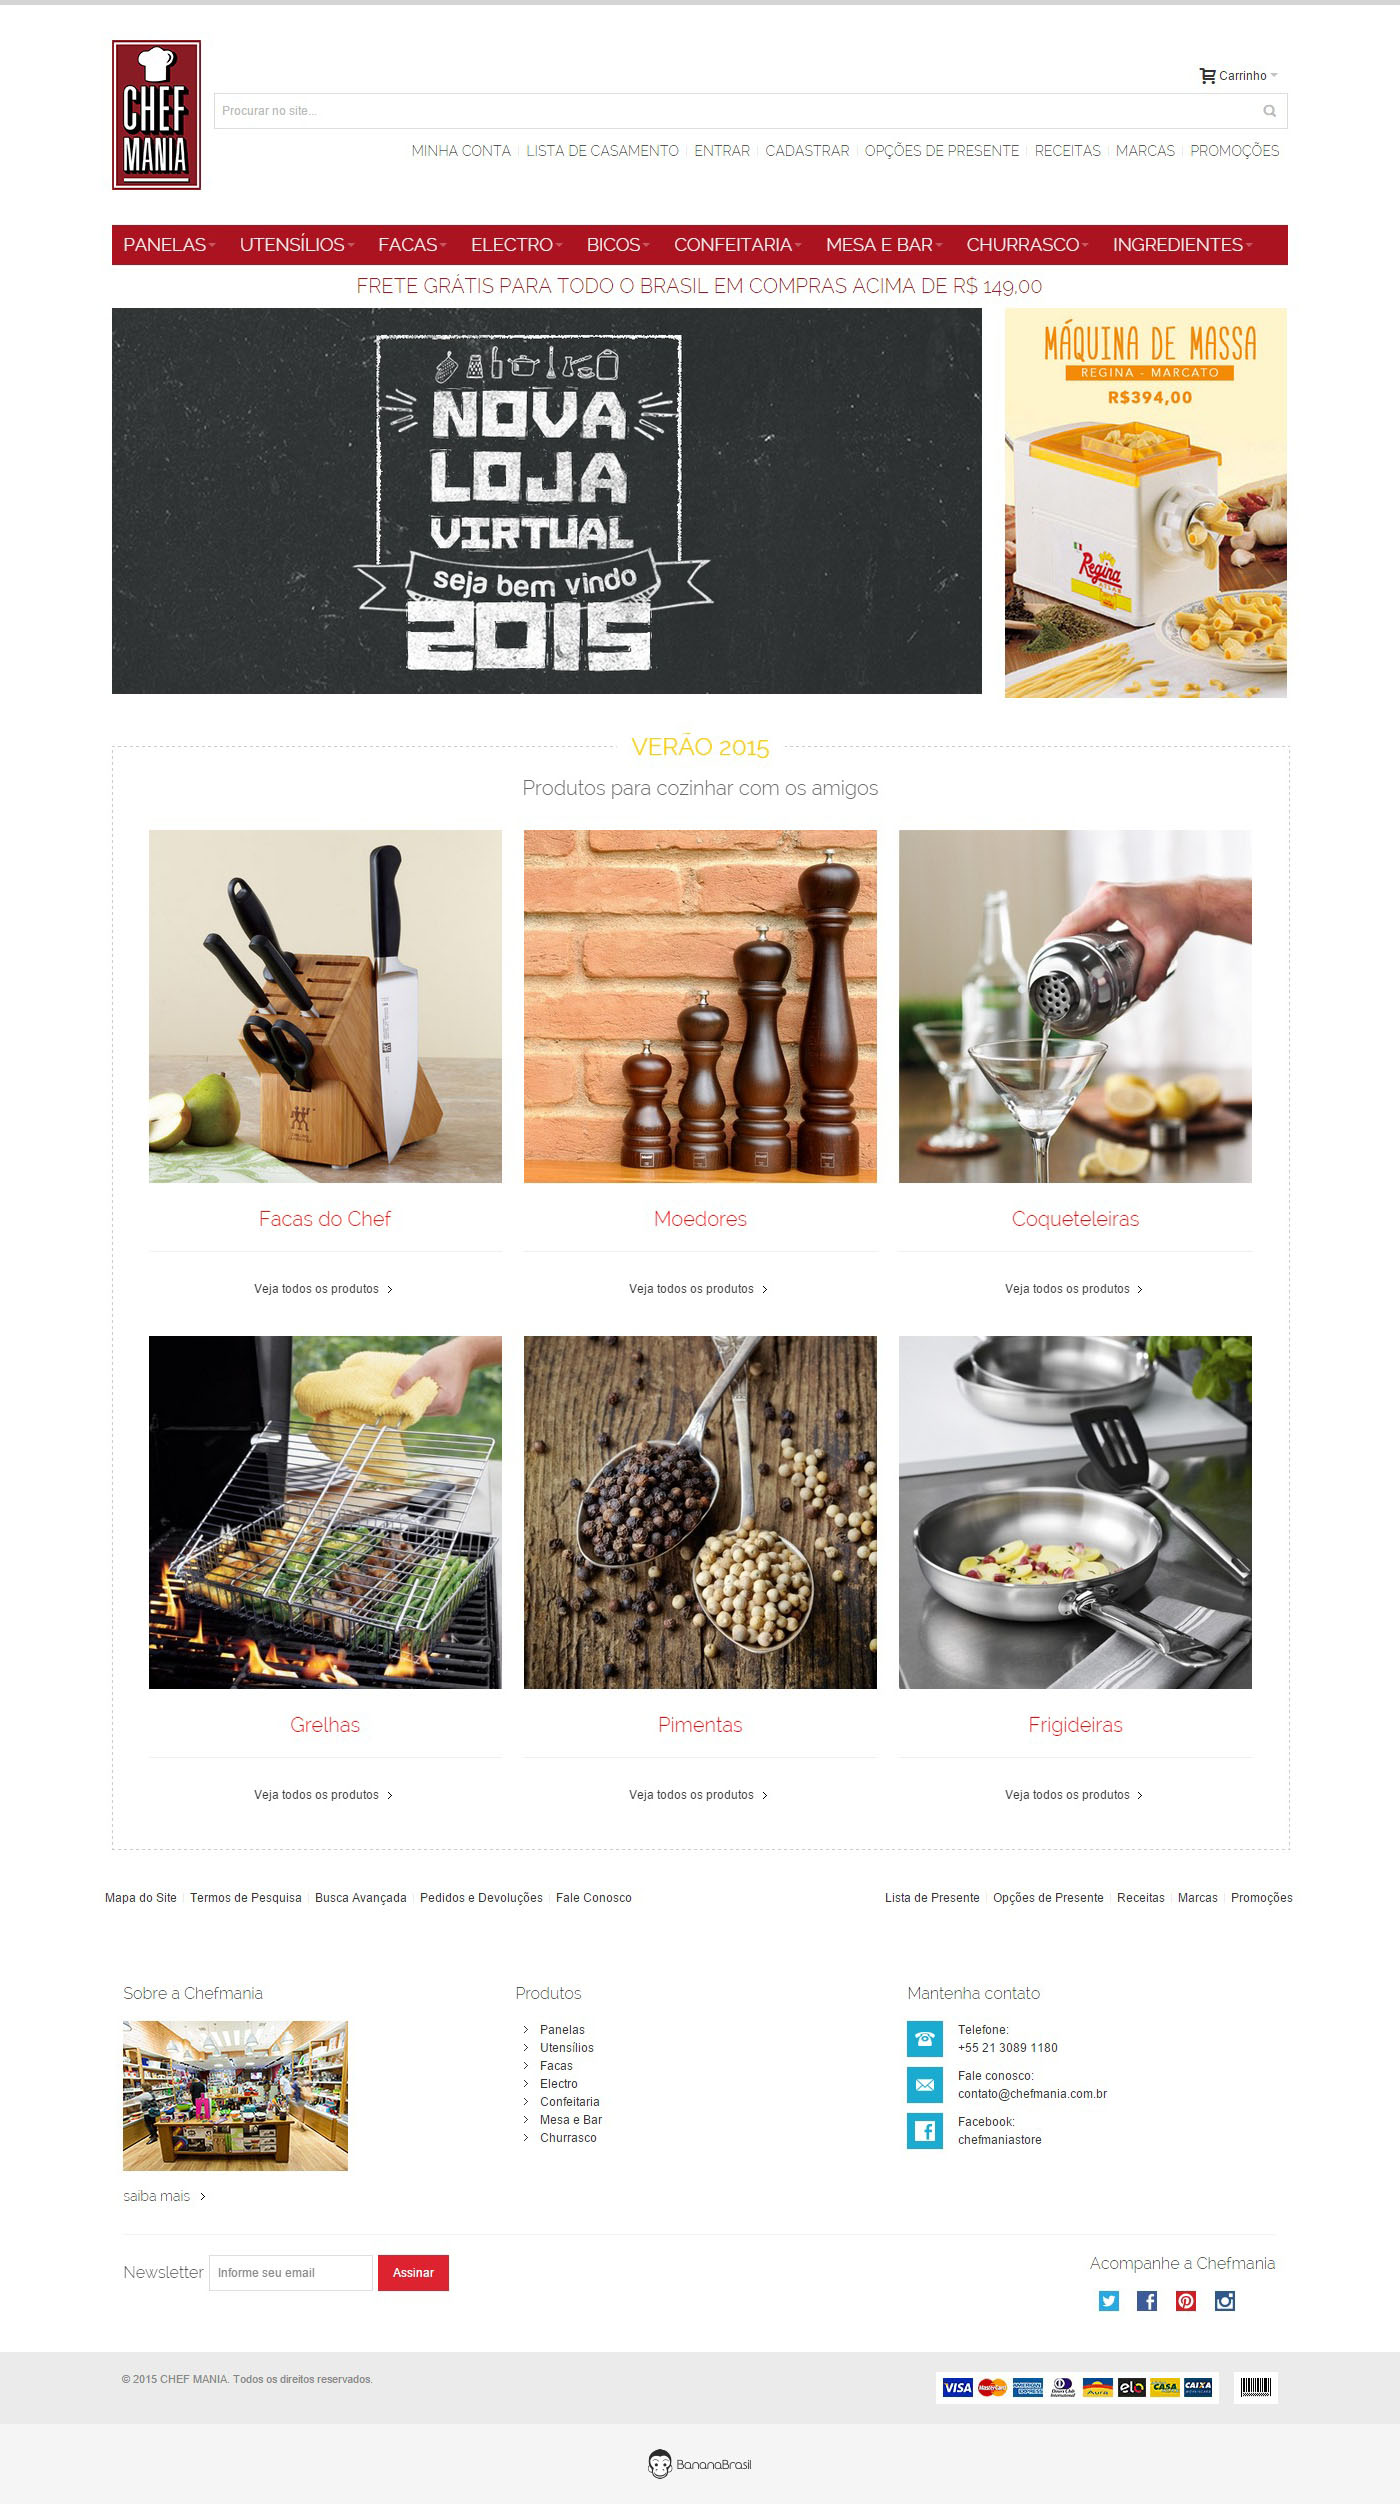 CHEF
MANIA
Carrinho
Procurar no site...
MINHA CONTA LISTA DE CASAMENTO ENTRAR CADASTRAR OPÇÕES DE PRESENTE RECEITAS MARCAS PROMOÇÕES
PANELAS UTENSÍLIOS FACAS ELECTRO BICOS CONFEITARIA MESA E BAR CHURRASCO INGREDIENTES
FRETE GRÁTIS PARA TODO O BRASIL EM COMPRAS ACIMA DE R$ 149,00
NOVA
LOJA
VIRTUAL
seja bem vindo
2015
MÁQUINA DE MASSA
REGINA - MARCATO
R$394,00
Regina
VERÃO 2015
Produtos para cozinhar com os amigos
Facas do Chef Moedores Coqueteleiras
Veja todos os produtos Veja todos os produtos Veja todos os produtos
Grelhas Pimentas Frigideiras
Veja todos os produtos Veja todos os produtos Veja todos os produtos
Mapa do Site Termos de Pesquisa Busca Avançada Pedidos e Devoluções Fale Conosco
Lista de Presente Opções de Presente Receitas Marcas Promoções
Sobre a Chefmania
saiba mais
Produtos
Panelas
Utensílios
Facas
Electro
Confeitaria
Mesa e Bar
Churrasco
Mantenha contato
Telefone:
+55 21 3089 1180
Fale conosco:
contato@chefmania.com.br
Facebook:
chefmaniastore
Newsletter Informe seu email Assinar
Acompanhe a Chefmania
© 2015 CHEF MANIA. Todos os direitos reservados.
VISA MasterCard AMERICAN EXPRESS Diners Club International Aura elo CASA CAIXA
BananaBrasil